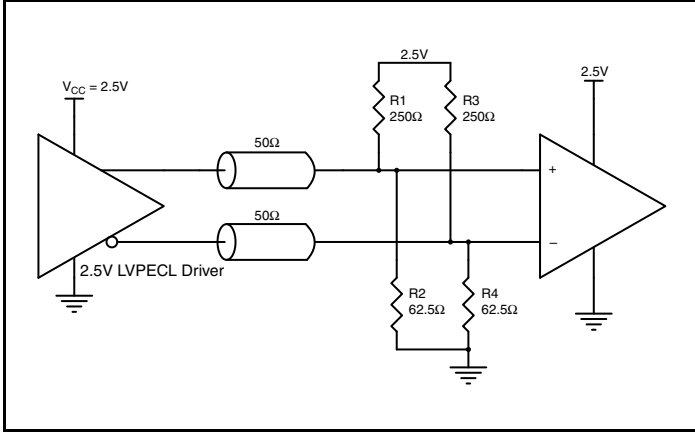 2.5V
V_CC = 2.5V
2.5V
R1
250Ω
R3
250Ω
50Ω
+
50Ω
–
2.5V LVPECL Driver
R2
62.5Ω
R4
62.5Ω